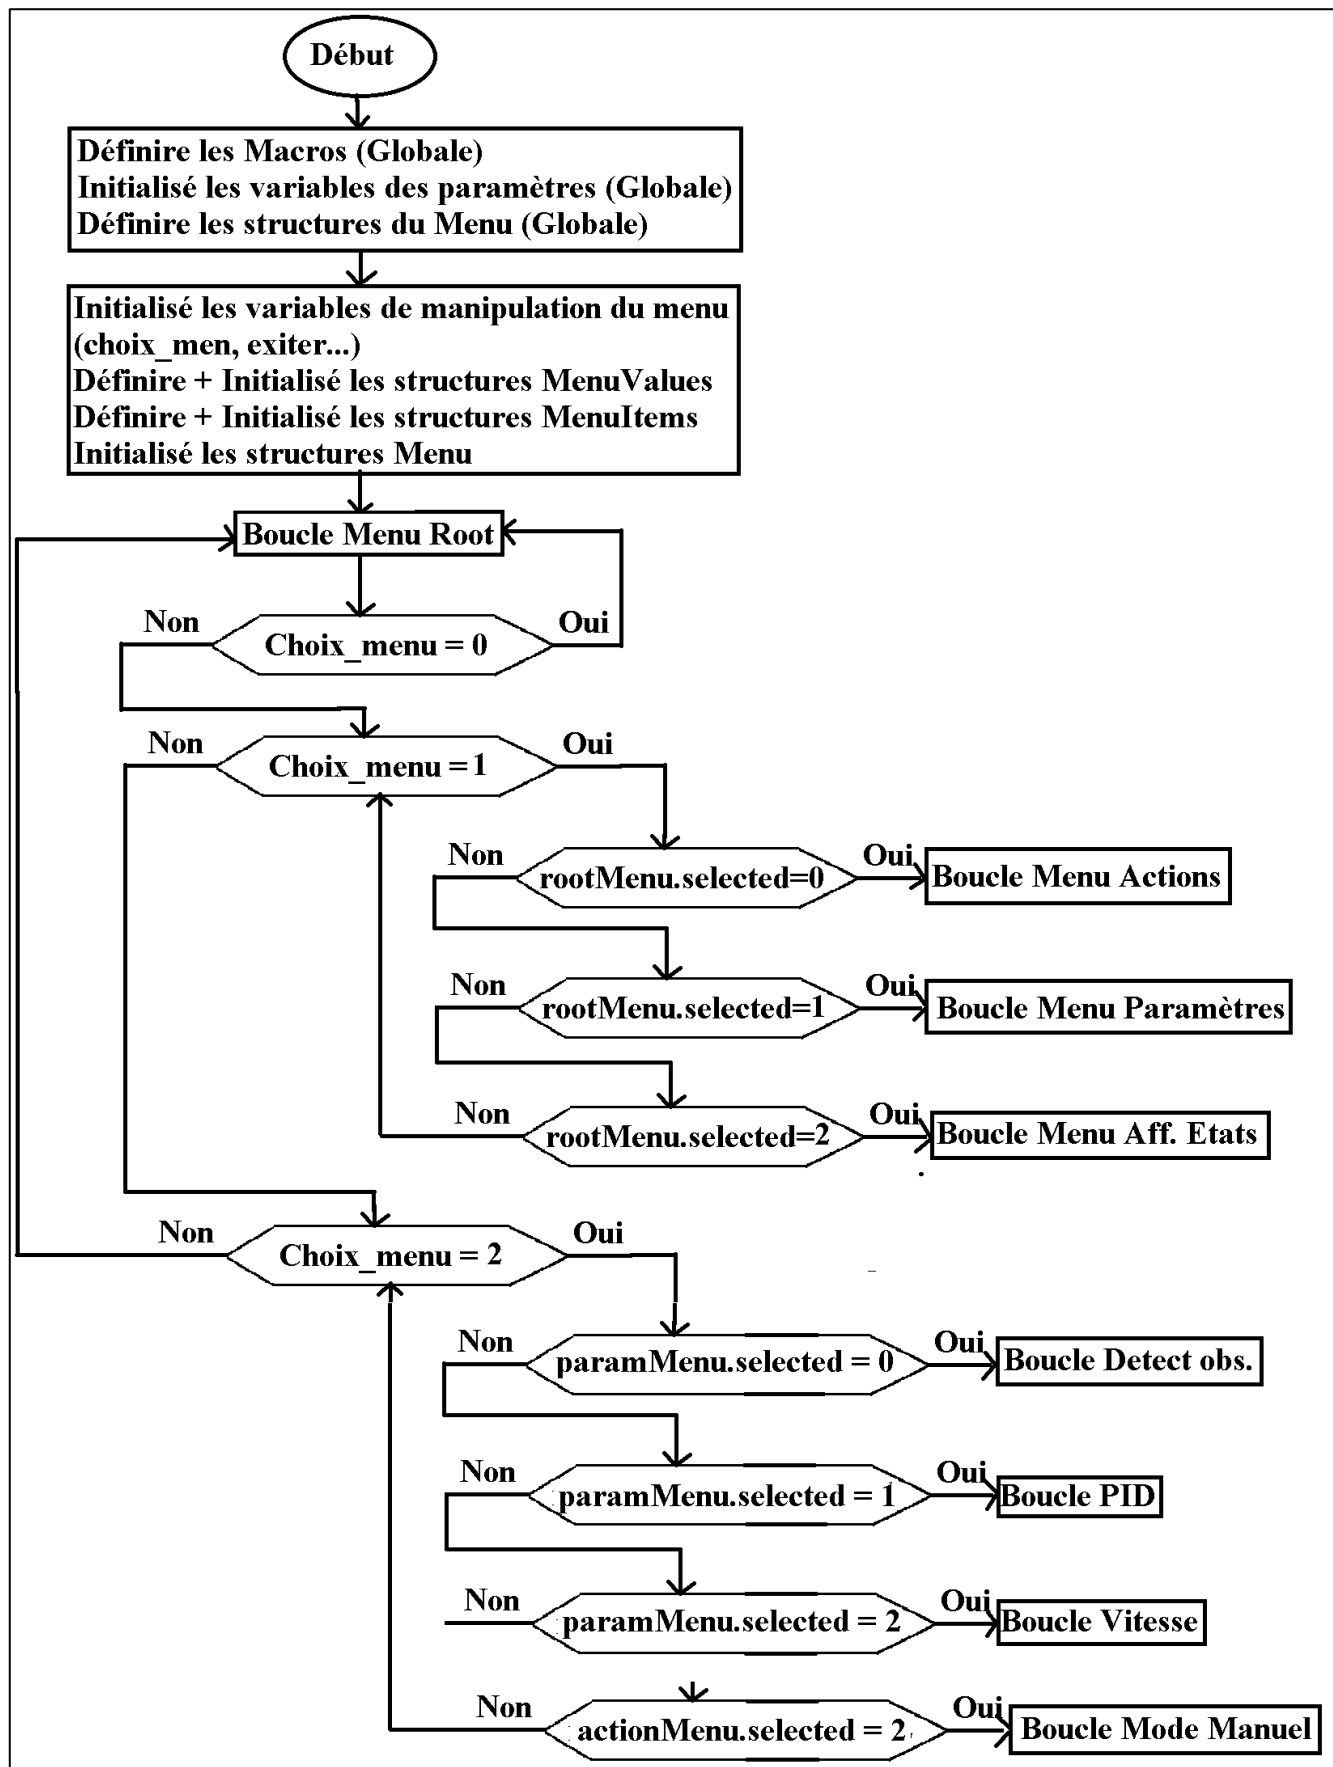 Début
Définire les Macros (Globale)
Initialisé les variables des paramètres (Globale)
Définire les structures du Menu (Globale)
Initialisé les variables de manipulation du menu
(choix_men, exiter...)
Définire + Initialisé les structures MenuValues
Définire + Initialisé les structures MenuItems
Initialisé les structures Menu
Boucle Menu Root
Non
Choix_menu = 0
Oui
Non
Choix_menu = 1
Oui
Non
rootMenu.selected=0
Oui
Boucle Menu Actions
Non
rootMenu.selected=1
Oui
Boucle Menu Paramètres
Non
rootMenu.selected=2
Oui
Boucle Menu Aff. Etats
Non
Choix_menu = 2
Oui
Non
paramMenu.selected = 0
Oui
Boucle Detect obs.
Non
paramMenu.selected = 1
Oui
Boucle PID
Non
paramMenu.selected = 2
Oui
Boucle Vitesse
Non
actionMenu.selected = 2
Oui
Boucle Mode Manuel